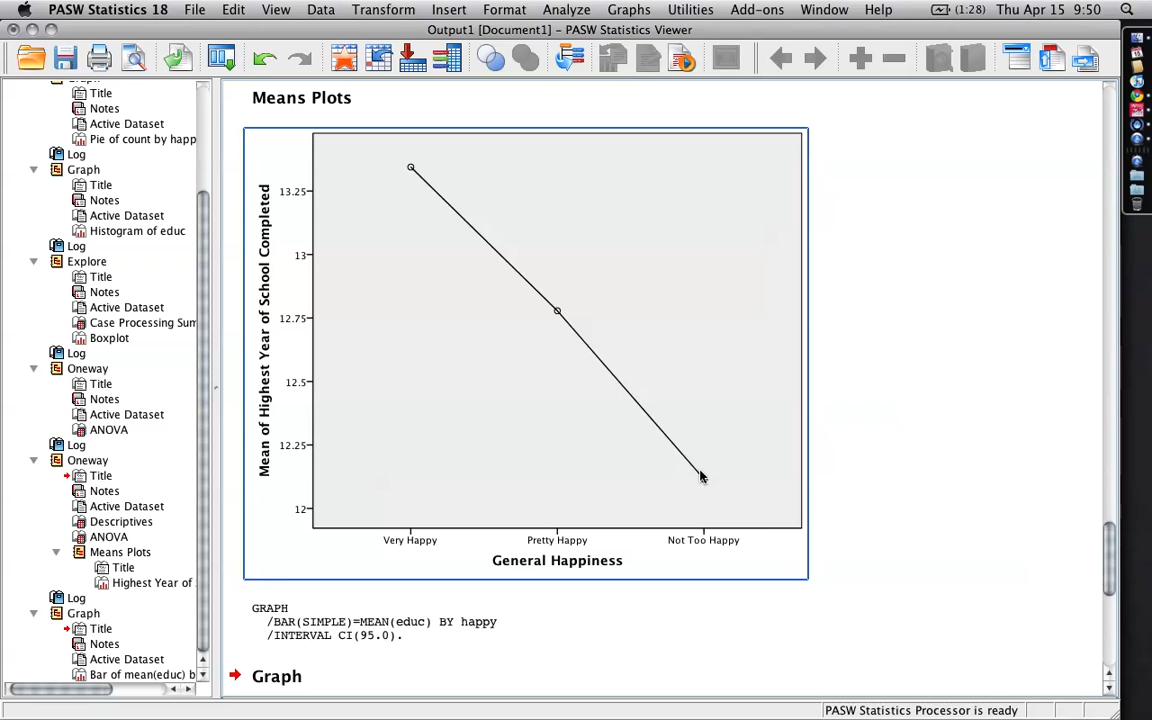 PASW Statistics 18 File Edit View Data Transform Insert Format Analyze Graphs Utilities Add-ons Window Help (1:28) Thu Apr 15 9:50
Output1 [Document1] – PASW Statistics Viewer
Title
Notes
Active Dataset
Pie of count by happ
Log
Graph
Title
Notes
Active Dataset
Histogram of educ
Log
Explore
Title
Notes
Active Dataset
Case Processing Sum
Boxplot
Log
Oneway
Title
Notes
Active Dataset
ANOVA
Log
Oneway
Title
Notes
Active Dataset
Descriptives
ANOVA
Means Plots
Title
Highest Year of
Log
Graph
Title
Notes
Active Dataset
Bar of mean(educ) b
Means Plots
Mean of Highest Year of School Completed
13.25
13
12.75
12.5
12.25
12
Very Happy Pretty Happy Not Too Happy
General Happiness
GRAPH
/BAR(SIMPLE)=MEAN(educ) BY happy
/INTERVAL CI(95.0).
Graph
PASW Statistics Processor is ready